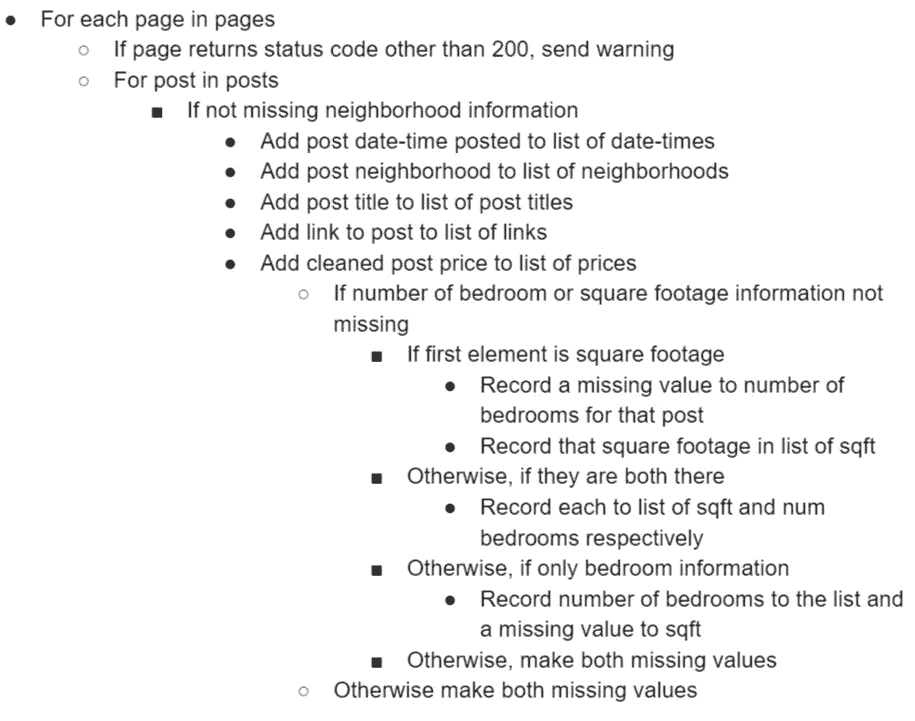 For each page in pages
If page returns status code other than 200, send warning
For post in posts
If not missing neighborhood information
Add post date-time posted to list of date-times
Add post neighborhood to list of neighborhoods
Add post title to list of post titles
Add link to post to list of links
Add cleaned post price to list of prices
If number of bedroom or square footage information not
missing
If first element is square footage
Record a missing value to number of
bedrooms for that post
Record that square footage in list of sqft
Otherwise, if they are both there
Record each to list of sqft and num
bedrooms respectively
Otherwise, if only bedroom information
Record number of bedrooms to the list and
a missing value to sqft
Otherwise, make both missing values
Otherwise make both missing values